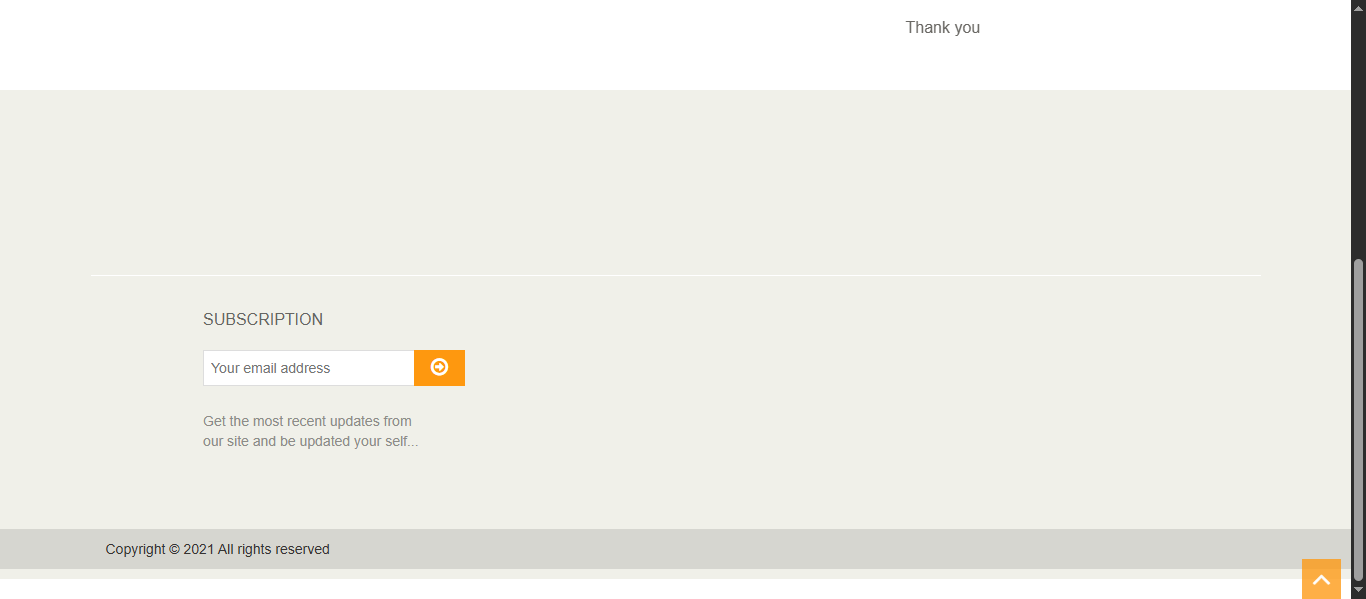 Thank you
SUBSCRIPTION
Your email address
Get the most recent updates from
our site and be updated your self...
Copyright © 2021 All rights reserved